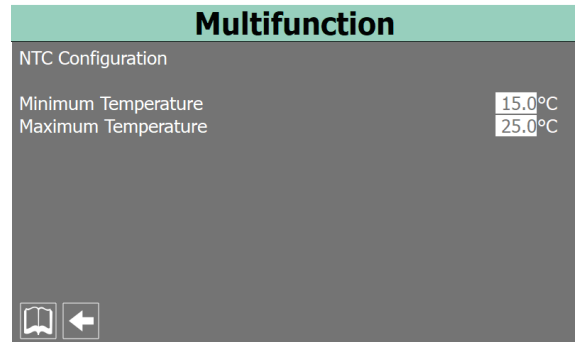 Multifunction
NTC Configuration
Minimum Temperature 15.0°C
Maximum Temperature 25.0°C